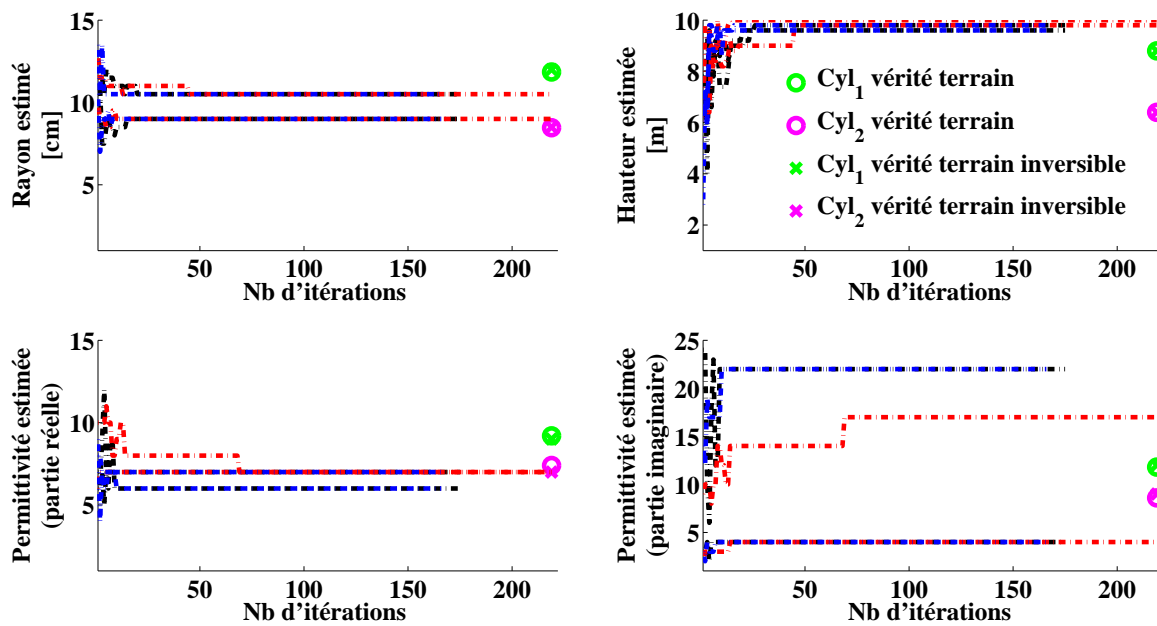 Rayon estimé
[cm]
15
10
5
50
100
150
200
Nb d'itérations
Hauteur estimée
[m]
10
8
6
4
2
Cyl1 vérité terrain
Cyl2 vérité terrain
Cyl1 vérité terrain inversible
Cyl2 vérité terrain inversible
50
100
150
200
Nb d'itérations
Permittivité estimée
(partie réelle)
15
10
5
50
100
150
200
Nb d'itérations
Permittivité estimée
(partie imaginaire)
25
20
15
10
5
50
100
150
200
Nb d'itérations